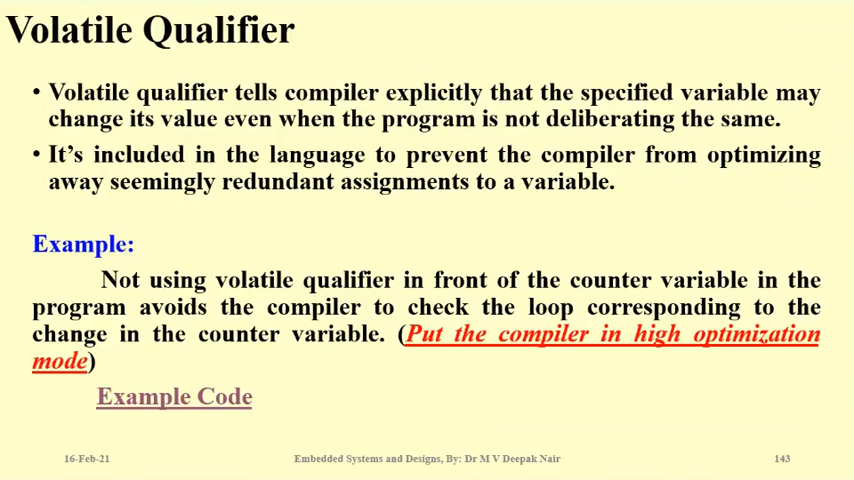 Volatile Qualifier
• Volatile qualifier tells compiler explicitly that the specified variable may
change its value even when the program is not deliberating the same.
• It's included in the language to prevent the compiler from optimizing
away seemingly redundant assignments to a variable.
Example:
Not using volatile qualifier in front of the counter variable in the
program avoids the compiler to check the loop corresponding to the
change in the counter variable. (Put the compiler in high optimization
mode)
Example Code
16-Feb-21 Embedded Systems and Designs, By: Dr M V Deepak Nair 143